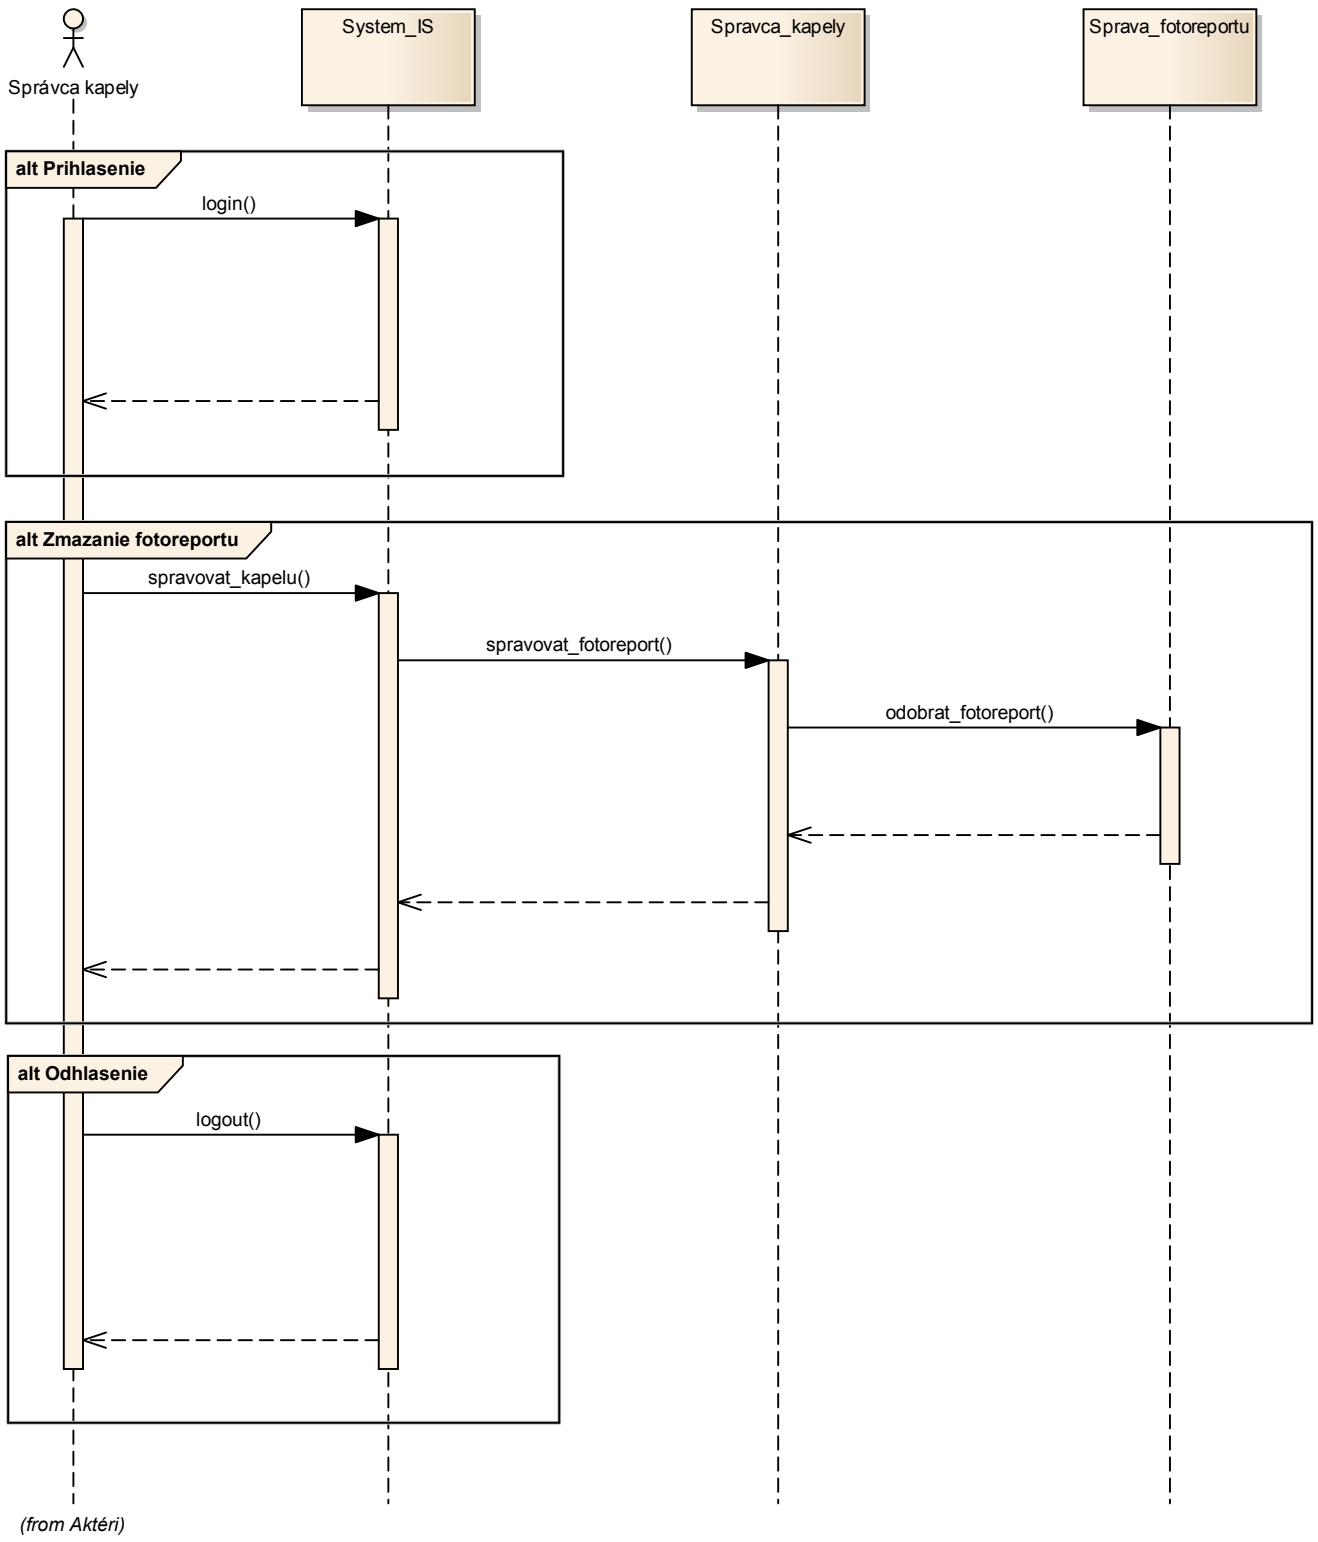 Správca kapely
System_IS
Spravca_kapely
Sprava_fotoreportu
alt Prihlasenie
login()
alt Zmazanie fotoreportu
spravovat_kapelu()
spravovat_fotoreport()
odobrat_fotoreport()
alt Odhlasenie
logout()
(from Aktéri)